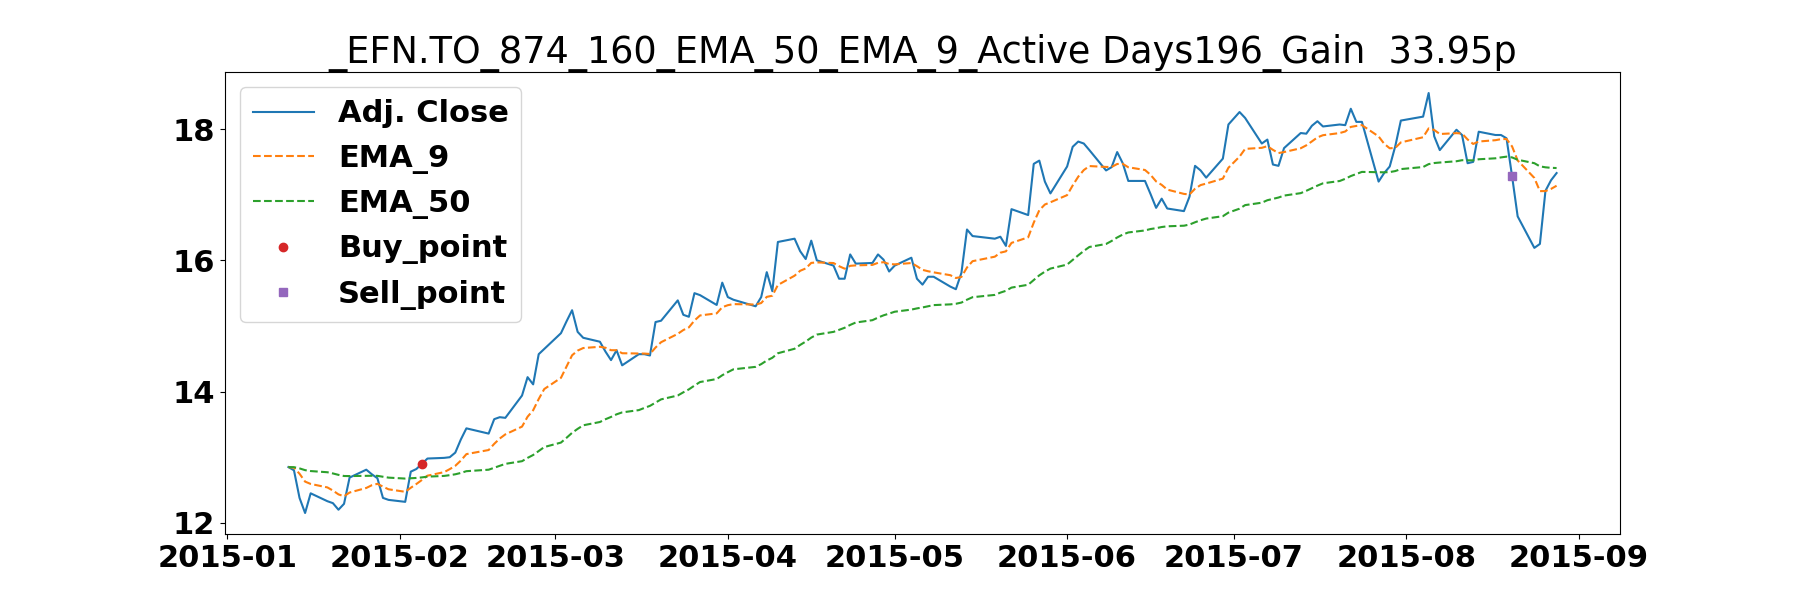 _EFN.TO_874_160_EMA_50_EMA_9_Active Days196_Gain  33.95p
Adj. Close
EMA_9
EMA_50
Buy_point
Sell_point
18
16
14
12
2015-01 2015-02 2015-03 2015-04 2015-05 2015-06 2015-07 2015-08 2015-09